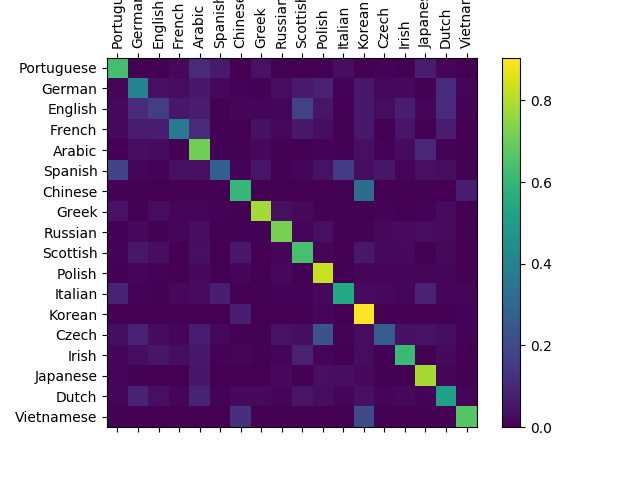 Portugu
German
English
French
Arabic
Spanish
Chinese
Greek
Russian
Scottish
Polish
Italian
Korean
Czech
Irish
Japanes
Dutch
Vietnam
Portuguese
German
English
French
Arabic
Spanish
Chinese
Greek
Russian
Scottish
Polish
Italian
Korean
Czech
Irish
Japanese
Dutch
Vietnamese
0.8
0.6
0.4
0.2
0.0